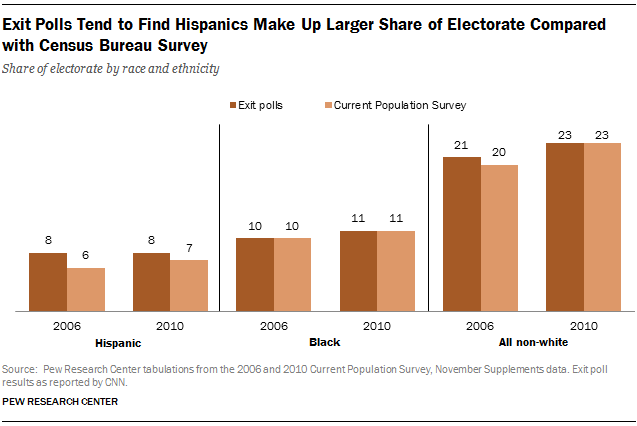 Exit Polls Tend to Find Hispanics Make Up Larger Share of Electorate Compared
with Census Bureau Survey
Share of electorate by race and ethnicity
Exit polls Current Population Survey
8 6 8 7 10 10 11 11 21 20 23 23
2006 2010 2006 2010 2006 2010
Hispanic Black All non-white
Source: Pew Research Center tabulations from the 2006 and 2010 Current Population Survey, November Supplements data. Exit poll
results as reported by CNN.
PEW RESEARCH CENTER